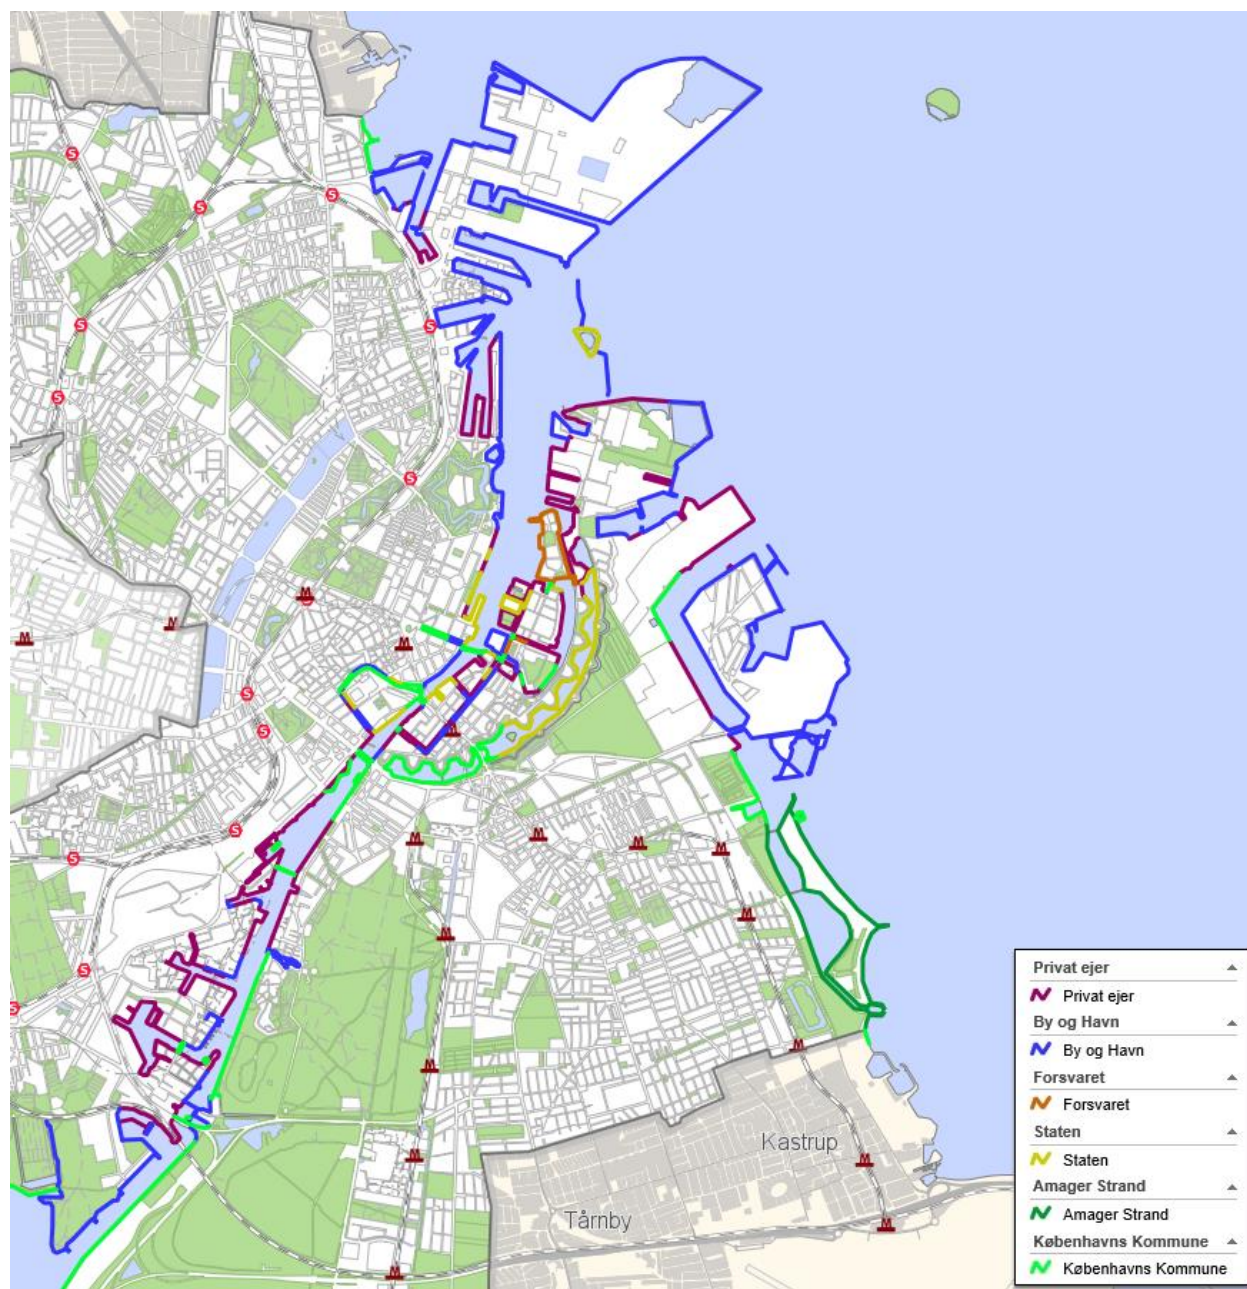 Kastrup
Tårnby
Privat ejer
Privat ejer
By og Havn
By og Havn
Forsvaret
Forsvaret
Staten
Staten
Amager Strand
Amager Strand
Københavns Kommune
Københavns Kommune